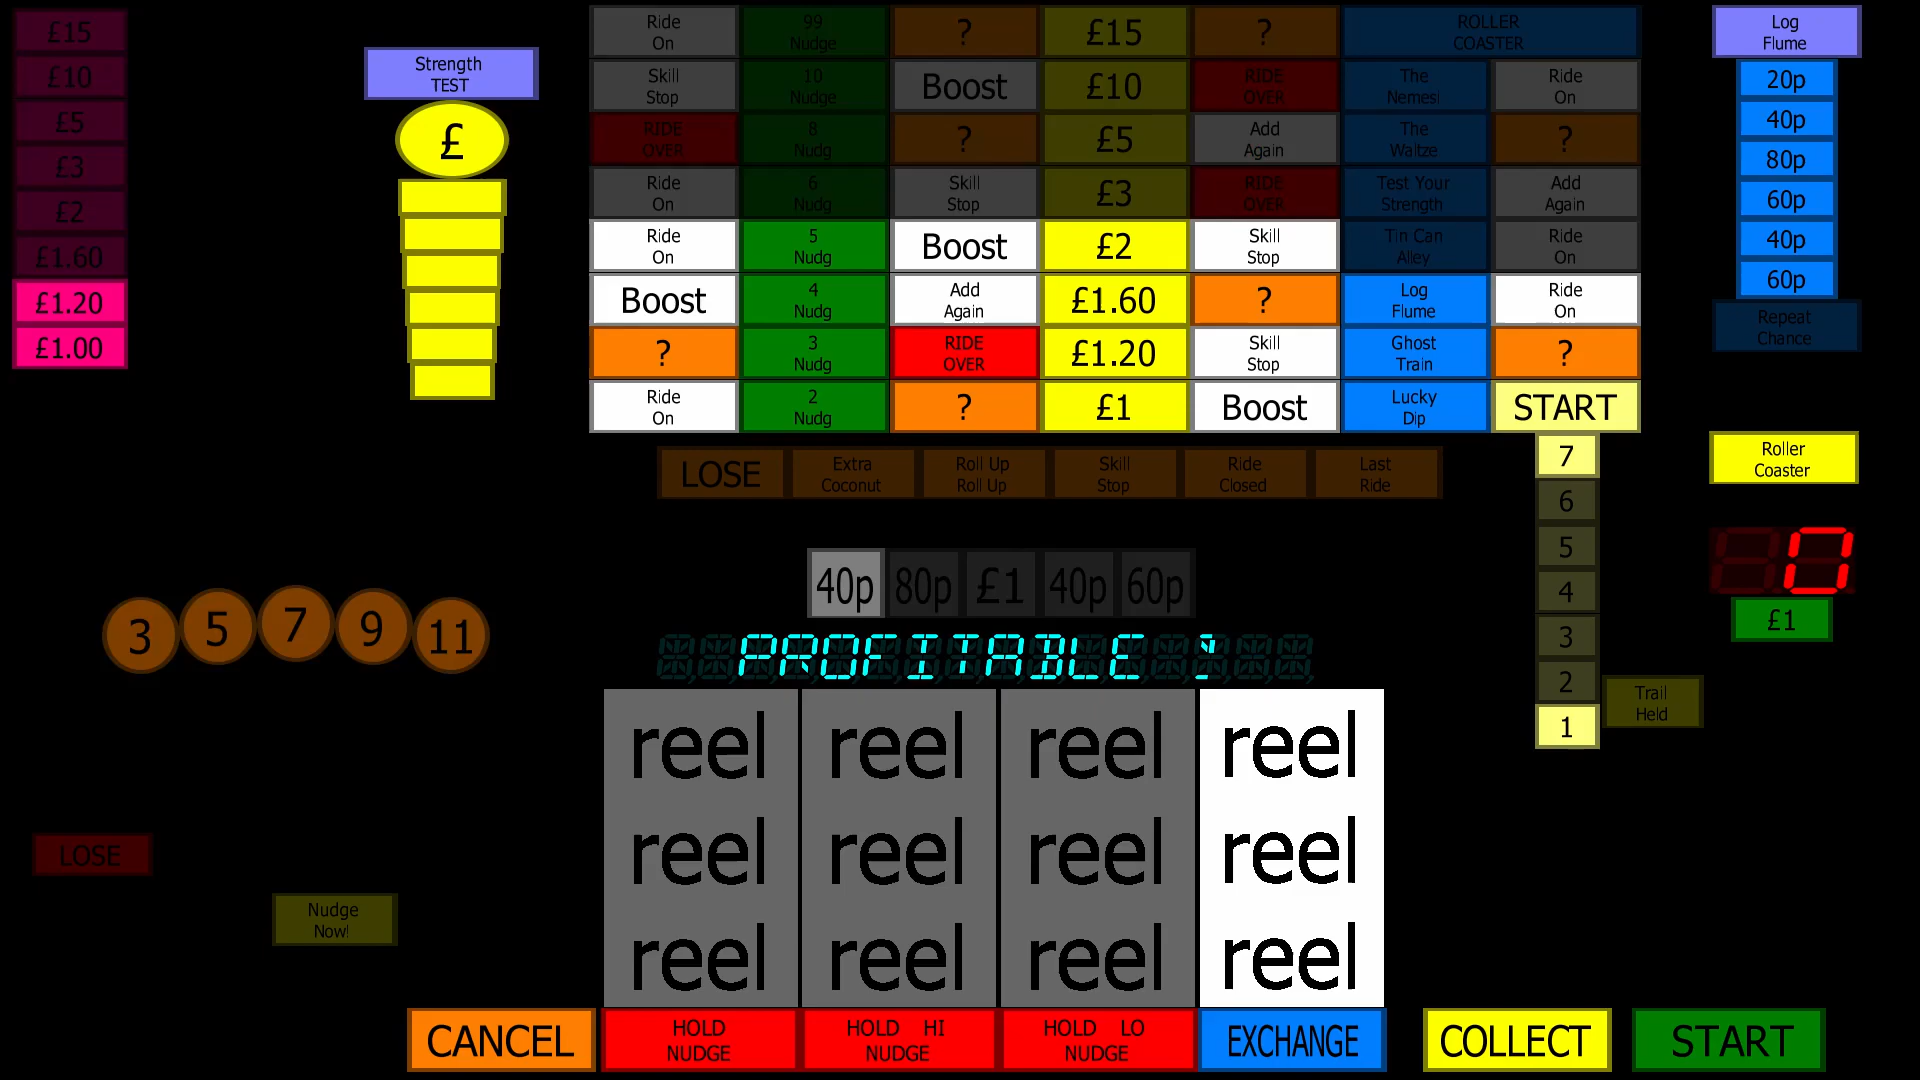 £15
£10
£5
£3
£2
£1.60
£1.20
£1.00
Strength
TEST
£
Ride On
99 Nudge
?
£15
?
ROLLER COASTER
Skill Stop
10 Nudge
Boost
£10
RIDE OVER
The Nemesi
Ride On
RIDE OVER
8 Nudg
?
£5
Add Again
The Waltze
?
Ride On
6 Nudg
Skill Stop
£3
RIDE OVER
Test Your Strength
Add Again
Ride On
5 Nudg
Boost
£2
Skill Stop
Tin Can Alley
Ride On
Boost
4 Nudg
Add Again
£1.60
?
Log Flume
Ride On
?
3 Nudg
RIDE OVER
£1.20
Skill Stop
Ghost Train
?
Ride On
2 Nudg
?
£1
Boost
Lucky Dip
START
Log
Flume
20p
40p
80p
60p
40p
60p
Repeat
Chance
LOSE
Extra Coconut
Roll Up Roll Up
Skill Stop
Ride Closed
Last Ride
7
6
5
4
3
2
1
Trail
Held
Roller
Coaster
0
£1
40p 80p £1 40p 60p
PROFITABLE '
3 5 7 9 11
reel reel reel reel
reel reel reel reel
reel reel reel reel
LOSE
Nudge
Now!
CANCEL
HOLD
NUDGE
HOLD HI
NUDGE
HOLD LO
NUDGE
EXCHANGE
COLLECT
START